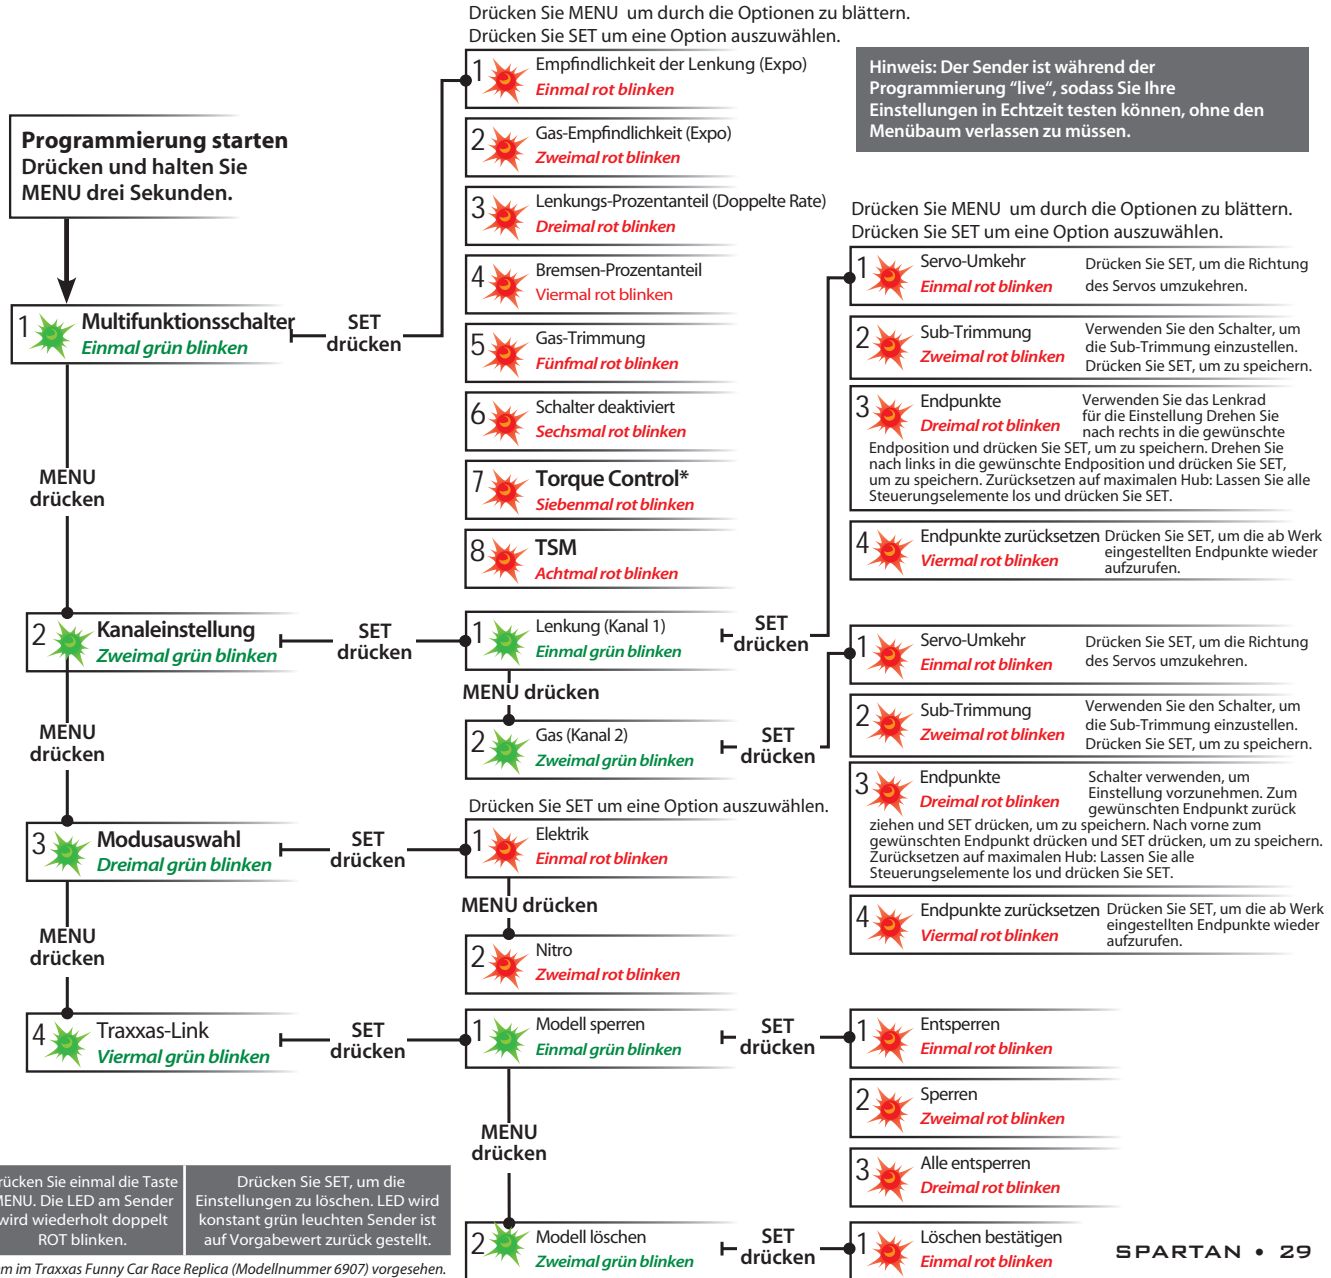 Drücken Sie MENU um durch die Optionen zu blättern.
Drücken Sie SET um eine Option auszuwählen.
Hinweis: Der Sender ist während der
Programmierung “live“, sodass Sie Ihre
Einstellungen in Echtzeit testen können, ohne den
Menübaum verlassen zu müssen.
Programmierung starten
Drücken und halten Sie
MENU drei Sekunden.
1 Multifunktionsschalter
Einmal grün blinken
SET
drücken
1 Empfindlichkeit der Lenkung (Expo)
Einmal rot blinken
2 Gas-Empfindlichkeit (Expo)
Zweimal rot blinken
3 Lenkungs-Prozentanteil (Doppelte Rate)
Dreimal rot blinken
4 Bremsen-Prozentanteil
Viermal rot blinken
5 Gas-Trimmung
Fünfmal rot blinken
6 Schalter deaktiviert
Sechsmal rot blinken
7 Torque Control*
Siebenmal rot blinken
8 TSM
Achtmal rot blinken
MENU
drücken
2 Kanaleinstellung
Zweimal grün blinken
SET
drücken
1 Lenkung (Kanal 1)
Einmal grün blinken
SET
drücken
MENU drücken
2 Gas (Kanal 2)
Zweimal grün blinken
SET
drücken
Drücken Sie MENU um durch die Optionen zu blättern.
Drücken Sie SET um eine Option auszuwählen.
1 Servo-Umkehr
Einmal rot blinken
Drücken Sie SET, um die Richtung
des Servos umzukehren.
2 Sub-Trimmung
Zweimal rot blinken
Verwenden Sie den Schalter, um
die Sub-Trimmung einzustellen.
Drücken Sie SET, um zu speichern.
3 Endpunkte
Dreimal rot blinken
Verwenden Sie das Lenkrad
für die Einstellung Drehen Sie
nach rechts in die gewünschte
Endposition und drücken Sie SET, um zu speichern. Drehen Sie
nach links in die gewünschte Endposition und drücken Sie SET,
um zu speichern. Zurücksetzen auf maximalen Hub: Lassen Sie alle
Steuerungselemente los und drücken Sie SET.
4 Endpunkte zurücksetzen
Viermal rot blinken
Drücken Sie SET, um die ab Werk
eingestellten Endpunkte wieder
aufzurufen.
1 Servo-Umkehr
Einmal rot blinken
Drücken Sie SET, um die Richtung
des Servos umzukehren.
2 Sub-Trimmung
Zweimal rot blinken
Verwenden Sie den Schalter, um
die Sub-Trimmung einzustellen.
Drücken Sie SET, um zu speichern.
3 Endpunkte
Dreimal rot blinken
Schalter verwenden, um
Einstellung vorzunehmen. Zum
gewünschten Endpunkt zurück
ziehen und SET drücken, um zu speichern. Nach vorne zum
gewünschten Endpunkt drücken und SET drücken, um zu speichern.
Zurücksetzen auf maximalen Hub: Lassen Sie alle
Steuerungselemente los und drücken Sie SET.
4 Endpunkte zurücksetzen
Viermal rot blinken
Drücken Sie SET, um die ab Werk
eingestellten Endpunkte wieder
aufzurufen.
MENU
drücken
3 Modusauswahl
Dreimal grün blinken
SET
drücken
Drücken Sie SET um eine Option auszuwählen.
1 Elektrik
Einmal rot blinken
MENU drücken
2 Nitro
Zweimal rot blinken
MENU
drücken
4 Traxxas-Link
Viermal grün blinken
SET
drücken
1 Modell sperren
Einmal grün blinken
SET
drücken
1 Entsperren
Einmal rot blinken
2 Sperren
Zweimal rot blinken
3 Alle entsperren
Dreimal rot blinken
MENU
drücken
2 Modell löschen
Zweimal grün blinken
SET
drücken
1 Löschen bestätigen
Einmal rot blinken
rücken Sie einmal die Taste
MENU. Die LED am Sender
wird wiederholt doppelt
ROT blinken.
Drücken Sie SET, um die
Einstellungen zu löschen. LED wird
konstant grün leuchten Sender ist
auf Vorgabewert zurück gestellt.
m im Traxxas Funny Car Race Replica (Modellnummer 6907) vorgesehen.
SPARTAN • 29